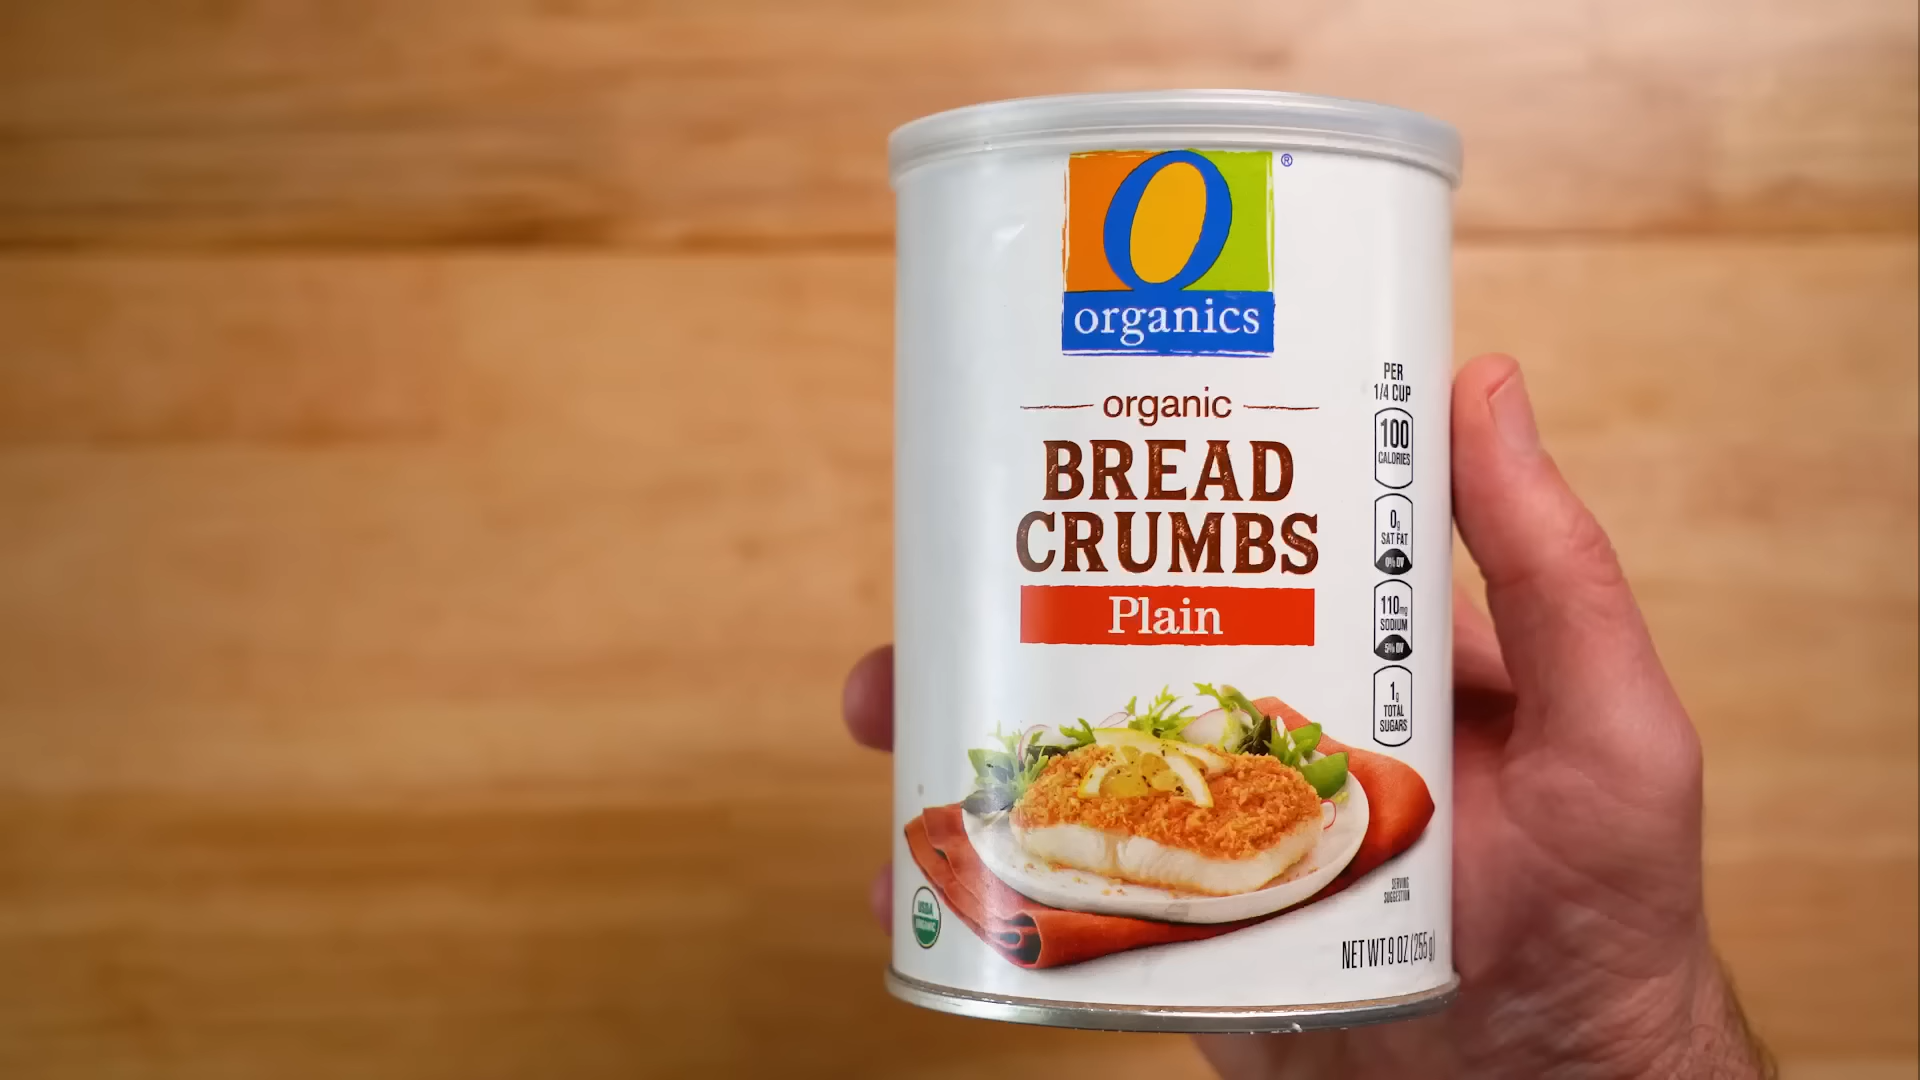 O
organics
®
organic
BREAD
CRUMBS
Plain
PER
1/4 CUP
100
CALORIES
0g
SAT FAT
0% DV
110mg
SODIUM
5% DV
1g
TOTAL
SUGARS
SERVING
SUGGESTION
USDA
ORGANIC
NET WT 9 OZ (255 g)